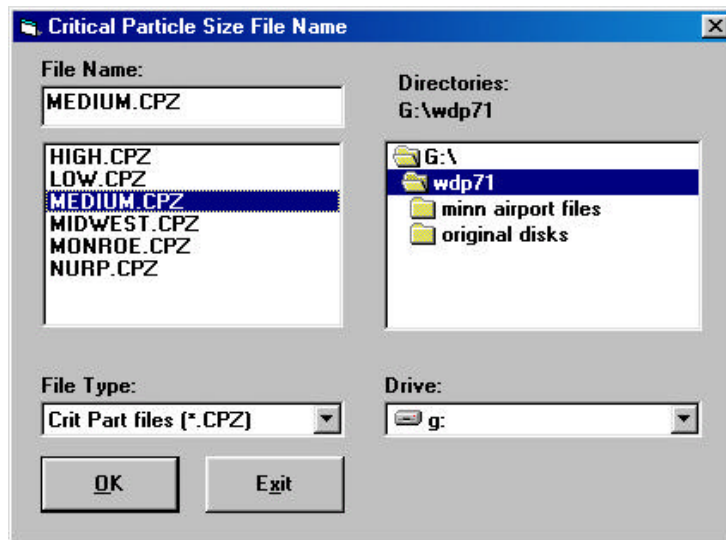 Critical Particle Size File Name
File Name:
MEDIUM.CPZ
HIGH.CPZ
LOW.CPZ
MEDIUM.CPZ
MIDWEST.CPZ
MONROE.CPZ
NURP.CPZ
Directories:
G:\wdp71
G:\
wdp71
minn airport files
original disks
File Type:
Crit Part files (*.CPZ)
Drive:
g:
OK
Exit